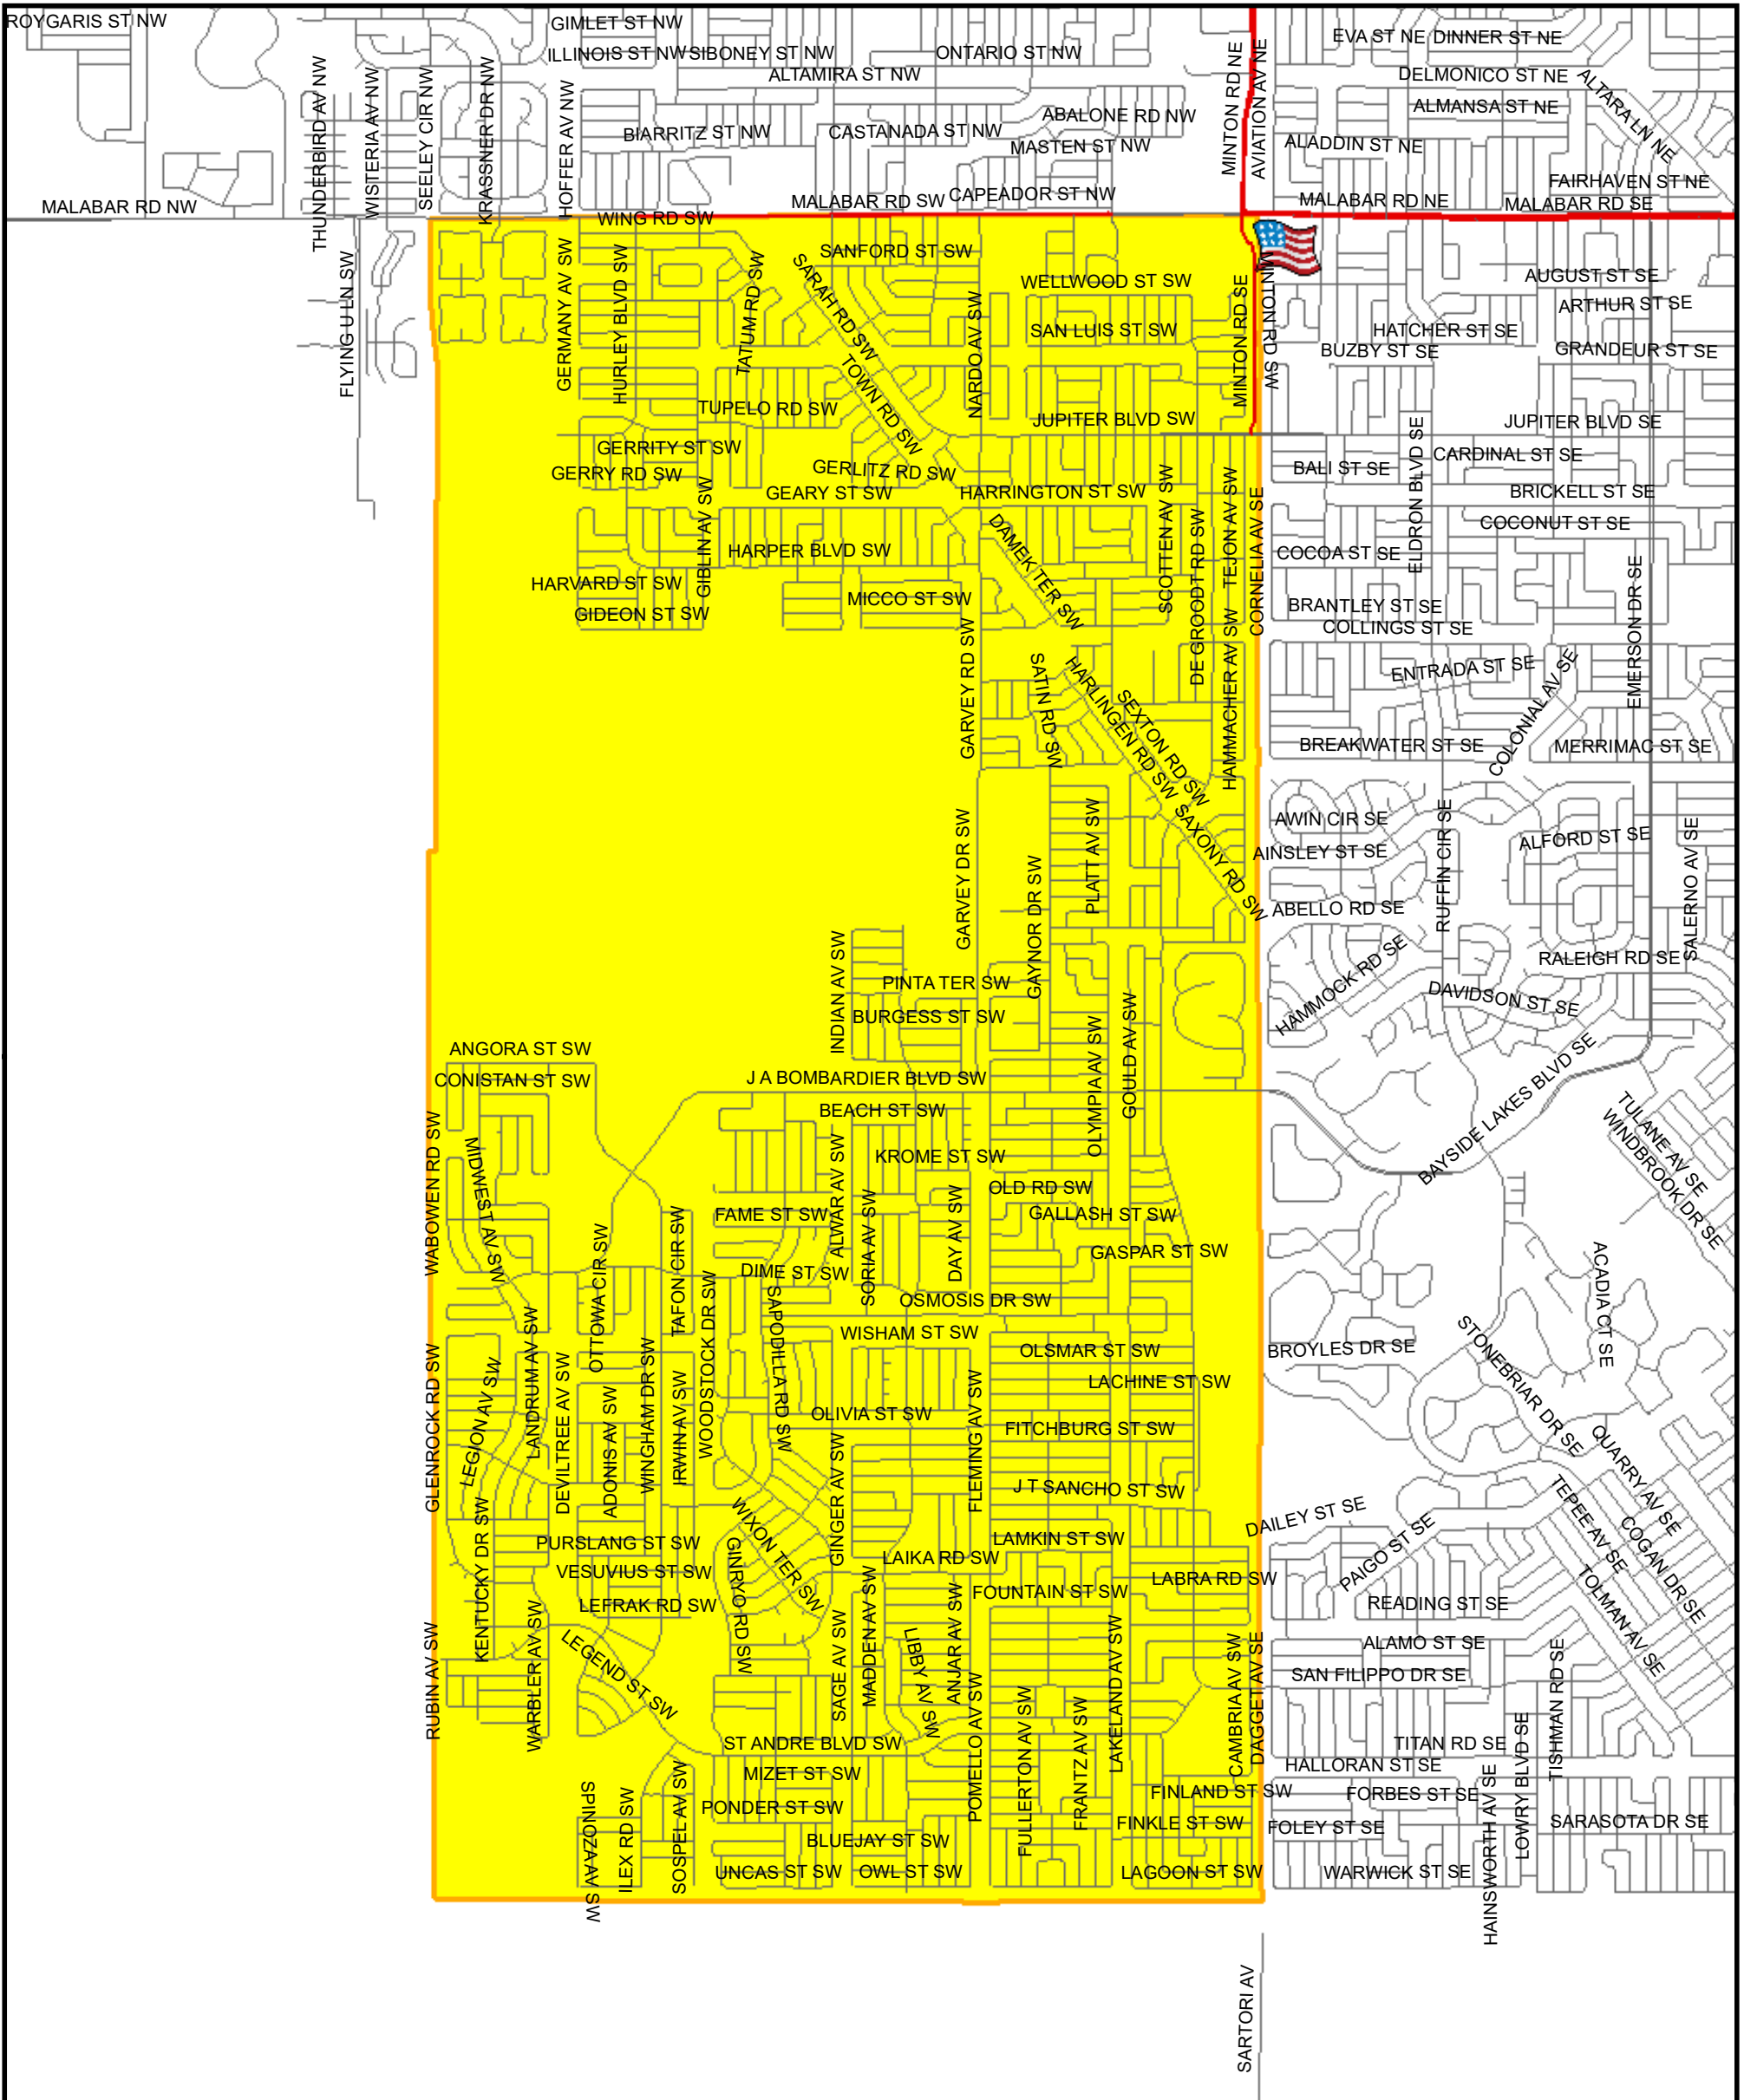 ROYGARIS ST NW
GIMLET ST NW
ILLINOIS ST NW
SIBONEY ST NW
ONTARIO ST NW
EVA ST NE
DINNER ST NE
ALTAMIRA ST NW
DELMONICO ST NE
ALTARA LN NE
THUNDERBIRD AV NW
WISTERIA AV NW
SEELEY CIR NW
KRASSNER DR NW
HOFFER AV NW
MINTON RD NE
AVIATION AV NE
ALMANSA ST NE
ABALONE RD NW
BIARRITZ ST NW
CASTANADA ST NW
MASTEN ST NW
ALADDIN ST NE
FAIRHAVEN ST NE
CAPEADOR ST NW
MALABAR RD NW
MALABAR RD SW
MALABAR RD NE
MALABAR RD SE
WING RD SW
FLYING U LN SW
GERMANY AV SW
HURLEY BLVD SW
TATUM RD SW
SARAH RD SW
SANFORD ST SW
WELLWOOD ST SW
MINTON RD SE
MINTON RD SW
AUGUST ST SE
ARTHUR ST SE
SAN LUIS ST SW
HATCHER ST SE
BUZBY ST SE
GRANDEUR ST SE
NARDO AV SW
TOWN RD SW
TUPELO RD SW
JUPITER BLVD SW
JUPITER BLVD SE
GERRITY ST SW
GERRY RD SW
GERLITZ RD SW
ELDRON BLVD SE
CARDINAL ST SE
BALI ST SE
GEARY ST SW
HARRINGTON ST SW
BRICKELL ST SE
COCONUT ST SE
GIBLIN AV SW
DAMEK TER SW
SCOTTEN AV SW
DE GROODT RD SW
TEJON AV SW
CORNELIA AV SE
HARPER BLVD SW
COCOA ST SE
EMERSON DR SE
HARVARD ST SW
MICCO ST SW
BRANTLEY ST SE
GIDEON ST SW
COLLINGS ST SE
GARVEY RD SW
SATIN RD SW
HARLINGEN RD SW
SEXTON RD SW
HAMMACHER AV SW
ENTRADA ST SE
COLONIAL AV SE
BREAKWATER ST SE
MERRIMAC ST SE
GARVEY DR SW
PLATT AV SW
SAXONY RD SW
AWIN CIR SE
AINSLEY ST SE
RUFFIN CIR SE
ALFORD ST SE
SALERNO AV SE
GAYNOR DR SW
ABELLO RD SE
INDIAN AV SW
PINTA TER SW
BURGESS ST SW
HAMMOCK RD SE
RALEIGH RD SE
DAVIDSON ST SE
OLYMPIA AV SW
GOULD AV SW
ANGORA ST SW
CONISTAN ST SW
J A BOMBARDIER BLVD SW
BAYSIDE LAKES BLVD SE
BEACH ST SW
TULANE AV SE
WINDBROOK DR SE
WABOWEN RD SW
MIDWEST AV SW
ALWAR AV SW
KROME ST SW
OLD RD SW
SORIA AV SW
DAY AV SW
FAME ST SW
GALLASH ST SW
OTTOWA CIR SW
TAFON CIR SW
GASPAR ST SW
ACADIA CT SE
DIME ST SW
WOODSTOCK DR SW
SAPODILLA RD SW
OSMOSIS DR SW
WISHAM ST SW
LANDRUM AV SW
OLSMAR ST SW
BROYLES DR SE
STONEBRIAR DR SE
GLENROCK RD SW
LEGION AV SW
DEVILTREE AV SW
ADONIS AV SW
WINGHAM DR SW
IRWIN AV SW
LACHINE ST SW
FLEMING AV SW
OLIVIA ST SW
FITCHBURG ST SW
QUARRY AV SE
GINGER AV SW
J T SANCHO ST SW
KENTUCKY DR SW
WIXON TER SW
DAILEY ST SE
TEPEE AV SE
COGAN DR SE
PURSLANG ST SW
GINRYO RD SW
LAMKIN ST SW
PAIGO ST SE
LAIKA RD SW
VESUVIUS ST SW
LABRA RD SW
TOLMAN AV SE
MADDEN AV SW
FOUNTAIN ST SW
LEFRAK RD SW
READING ST SE
RUBIN AV SW
WARBLER AV SW
LEGEND ST SW
SAGE AV SW
LIBBY AV SW
ANJAR AV SW
LAKELAND AV SW
CAMBRIA AV SW
DAGGET AV SE
ALAMO ST SE
SAN FILIPPO DR SE
TISHMAN RD SE
POMELLO AV SW
FULLERTON AV SW
FRANTZ AV SW
ST ANDRE BLVD SW
TITAN RD SE
HALLORAN ST SE
MIZET ST SW
SPINOZA AV SW
ILEX RD SW
SOSPEL AV SW
FINLAND ST SW
FORBES ST SE
HAINSWORTH AV SE
LOWRY BLVD SE
PONDER ST SW
FINKLE ST SW
FOLEY ST SE
SARASOTA DR SE
BLUEJAY ST SW
UNCAS ST SW
OWL ST SW
LAGOON ST SW
WARWICK ST SE
SARTORI AV